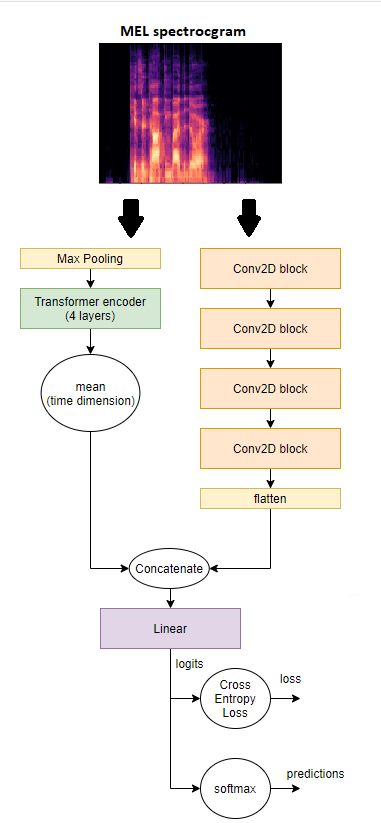 MEL spectrocgram
Max Pooling
Transformer encoder
(4 layers)
mean
(time dimension)
Conv2D block
Conv2D block
Conv2D block
Conv2D block
flatten
Concatenate
Linear
logits
Cross
Entropy
Loss
loss
softmax
predictions